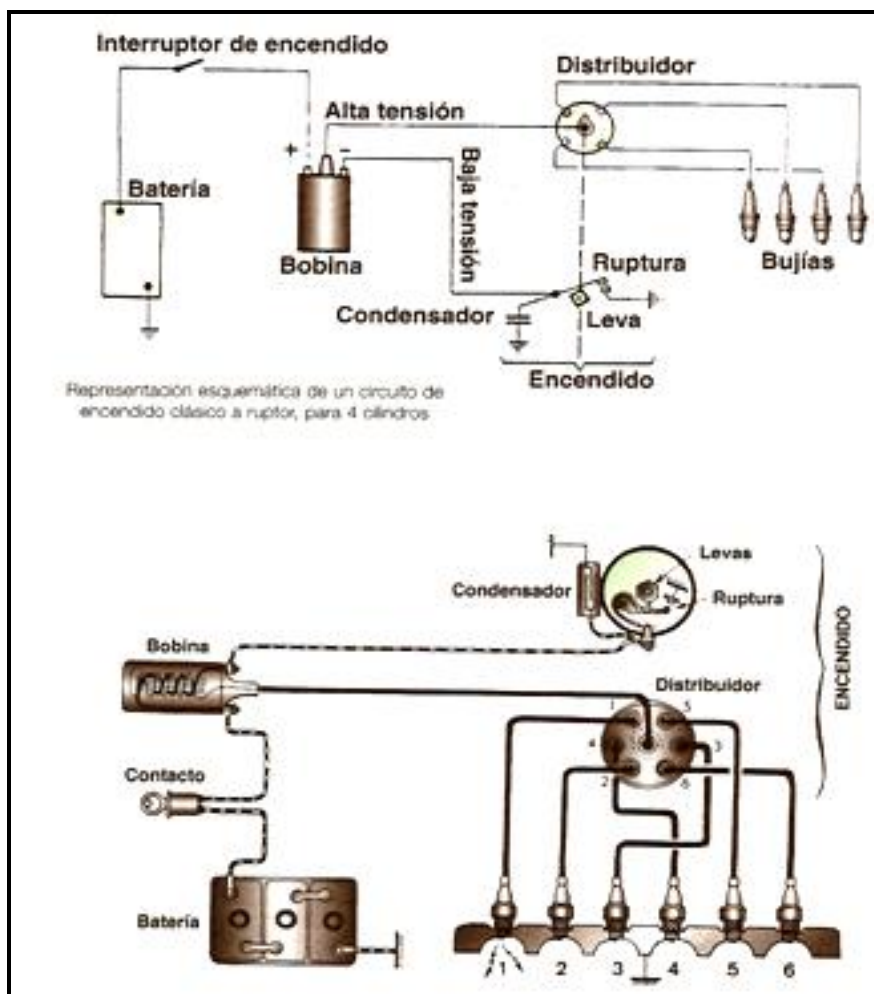 Interruptor de encendido
Distribuidor
Alta tensión
+ -
Batería
Baja tensión
Bobina
Ruptura
Bujías
Condensador
Leva
Encendido
Representación esquemática de un circuito de
encendido clásico a ruptor, para 4 cilindros
Levas
Condensador
Ruptura
ENCENDIDO
Bobina
Distribuidor
1 5
4 3
2 6
Contacto
Batería
1 2 3 4 5 6